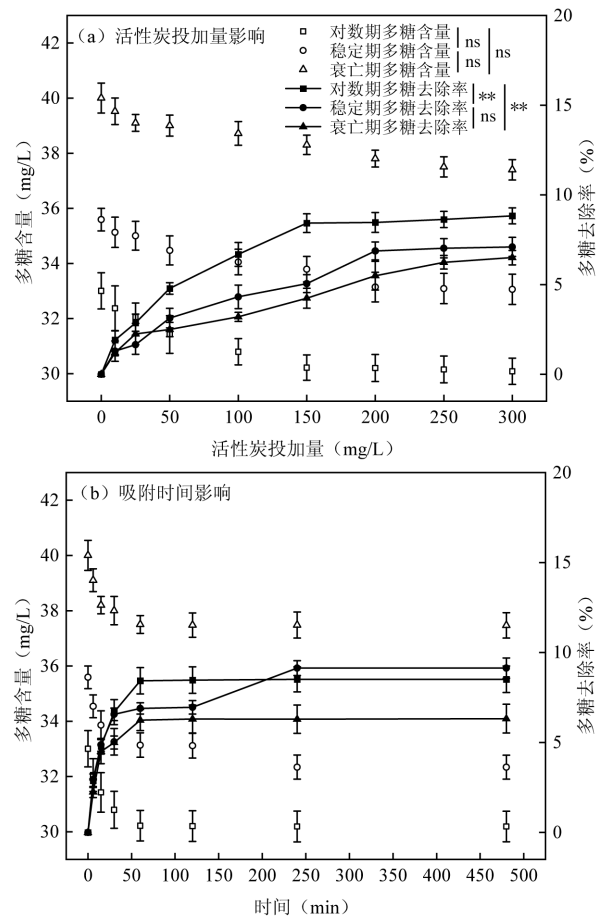 （a）活性炭投加量影响
对数期多糖含量
稳定期多糖含量
衰亡期多糖含量
对数期多糖去除率
稳定期多糖去除率
衰亡期多糖去除率
ns
ns
ns
**
ns
**
42
40
38
36
34
32
30
多糖含量（mg/L）
20
15
10
5
0
多糖去除率（%）
0 50 100 150 200 250 300
活性炭投加量（mg/L）
（b）吸附时间影响
42
40
38
36
34
32
30
多糖含量（mg/L）
20
15
10
5
0
多糖去除率（%）
0 50 100 150 200 250 300 350 400 450 500
时间（min）